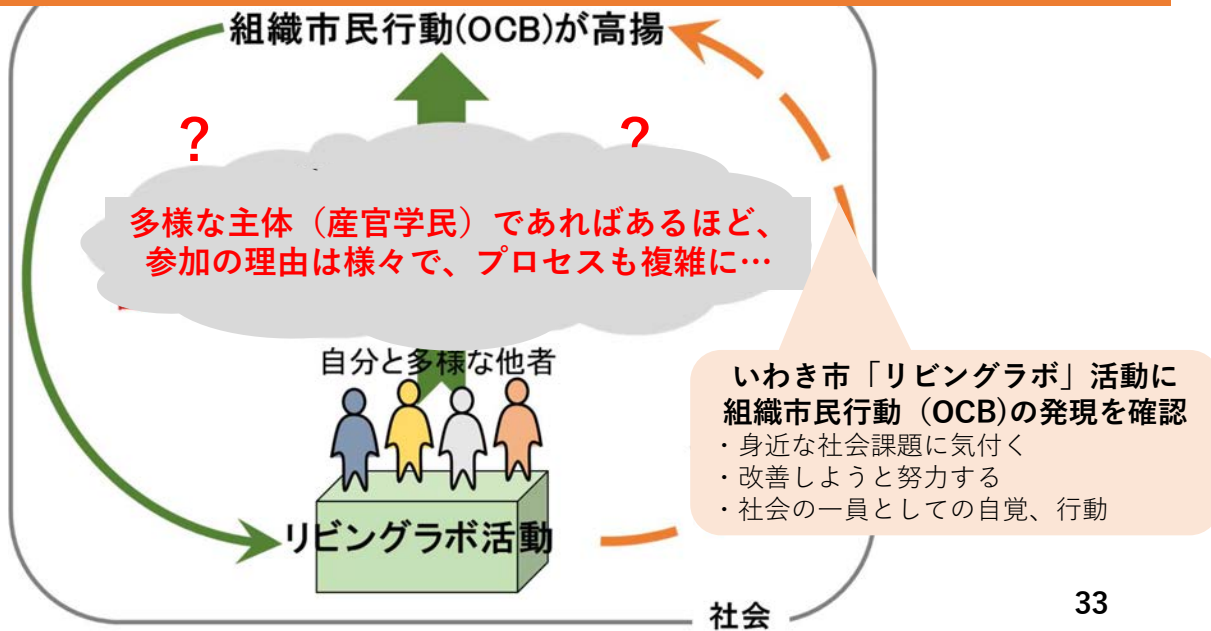 組織市民行動(OCB)が高揚
? ?
多様な主体（産官学民）であればあるほど、
参加の理由は様々で、プロセスも複雑に…
自分と多様な他者
リビングラボ活動
いわき市「リビングラボ」活動に
組織市民行動（OCB)の発現を確認
・身近な社会課題に気付く
・改善しようと努力する
・社会の一員としての自覚、行動
社会
33